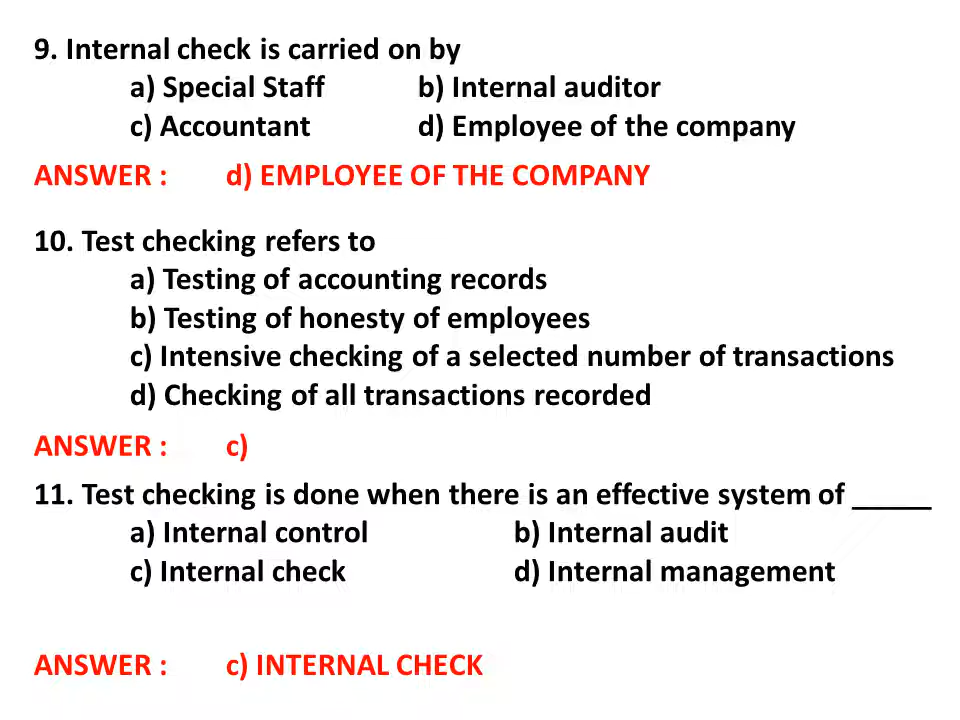 9. Internal check is carried on by
a) Special Staff b) Internal auditor
c) Accountant d) Employee of the company
ANSWER : d) EMPLOYEE OF THE COMPANY
10. Test checking refers to
a) Testing of accounting records
b) Testing of honesty of employees
c) Intensive checking of a selected number of transactions
d) Checking of all transactions recorded
ANSWER : c)
11. Test checking is done when there is an effective system of _____
a) Internal control b) Internal audit
c) Internal check d) Internal management
ANSWER : c) INTERNAL CHECK